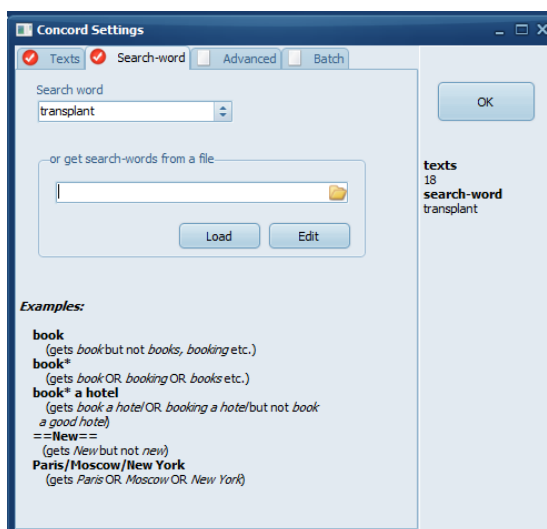 Concord Settings
Texts Search-word Advanced Batch
Search word
transplant
OK
or get search-words from a file
texts
18
search-word
transplant
Load Edit
Examples:
book
(gets book but not books, booking etc.)
book*
(gets book OR booking OR books etc.)
book* a hotel
(gets book a hotel OR booking a hotel but not book
a good hotel)
==New==
(gets New but not new)
Paris/Moscow/New York
(gets Paris OR Moscow OR New York)